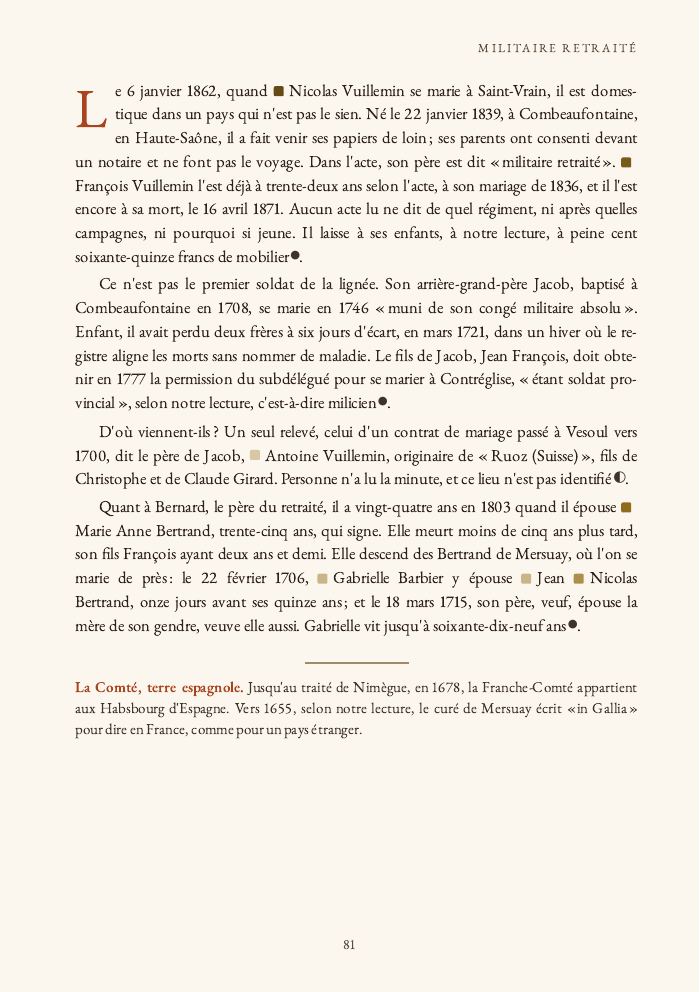 MILITAIRE RETRAITÉ
Le 6 janvier 1862, quand ■ Nicolas Vuillemin se marie à Saint-Vrain, il est domes-
tique dans un pays qui n'est pas le sien. Né le 22 janvier 1839, à Combeaufontaine,
en Haute-Saône, il a fait venir ses papiers de loin ; ses parents ont consenti devant
un notaire et ne font pas le voyage. Dans l'acte, son père est dit « militaire retraité ». ■
François Vuillemin l'est déjà à trente-deux ans selon l'acte, à son mariage de 1836, et il l'est
encore à sa mort, le 16 avril 1871. Aucun acte lu ne dit de quel régiment, ni après quelles
campagnes, ni pourquoi si jeune. Il laisse à ses enfants, à notre lecture, à peine cent
soixante-quinze francs de mobilier●.
Ce n'est pas le premier soldat de la lignée. Son arrière-grand-père Jacob, baptisé à
Combeaufontaine en 1708, se marie en 1746 « muni de son congé militaire absolu ».
Enfant, il avait perdu deux frères à six jours d'écart, en mars 1721, dans un hiver où le re-
gistre aligne les morts sans nommer de maladie. Le fils de Jacob, Jean François, doit obte-
nir en 1777 la permission du subdélégué pour se marier à Contréglise, « étant soldat pro-
vincial », selon notre lecture, c'est-à-dire milicien●.
D'où viennent-ils ? Un seul relevé, celui d'un contrat de mariage passé à Vesoul vers
1700, dit le père de Jacob, ■ Antoine Vuillemin, originaire de « Ruoz (Suisse) », fils de
Christophe et de Claude Girard. Personne n'a lu la minute, et ce lieu n'est pas identifié◐.
Quant à Bernard, le père du retraité, il a vingt-quatre ans en 1803 quand il épouse ■
Marie Anne Bertrand, trente-cinq ans, qui signe. Elle meurt moins de cinq ans plus tard,
son fils François ayant deux ans et demi. Elle descend des Bertrand de Mersuay, où l'on se
marie de près : le 22 février 1706, ■ Gabrielle Barbier y épouse ■ Jean ■ Nicolas
Bertrand, onze jours avant ses quinze ans ; et le 18 mars 1715, son père, veuf, épouse la
mère de son gendre, veuve elle aussi. Gabrielle vit jusqu'à soixante-dix-neuf ans●.
La Comté, terre espagnole. Jusqu'au traité de Nimègue, en 1678, la Franche-Comté appartient
aux Habsbourg d'Espagne. Vers 1655, selon notre lecture, le curé de Mersuay écrit « in Gallia »
pour dire en France, comme pour un pays étranger.
81